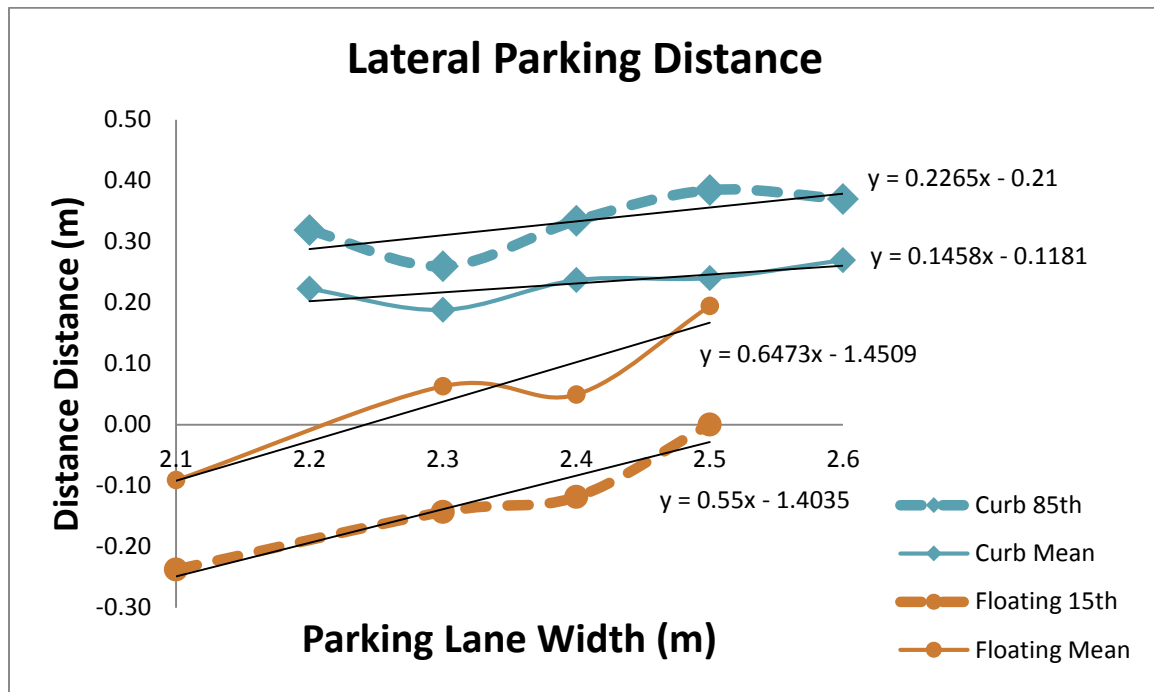 Lateral Parking Distance
0.50
0.40
0.30
0.20
0.10
0.00
-0.10
-0.20
-0.30
Distance Distance (m)
y = 0.2265x - 0.21
y = 0.1458x - 0.1181
y = 0.6473x - 1.4509
y = 0.55x - 1.4035
2.1 2.2 2.3 2.4 2.5 2.6
Parking Lane Width (m)
Curb 85th
Curb Mean
Floating 15th
Floating Mean